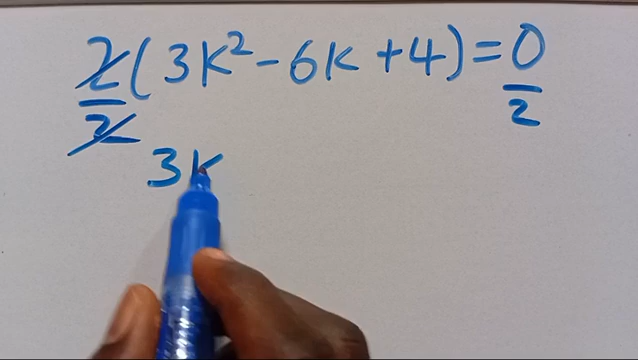 2/2 (3k² - 6k + 4) = 0/2
3k